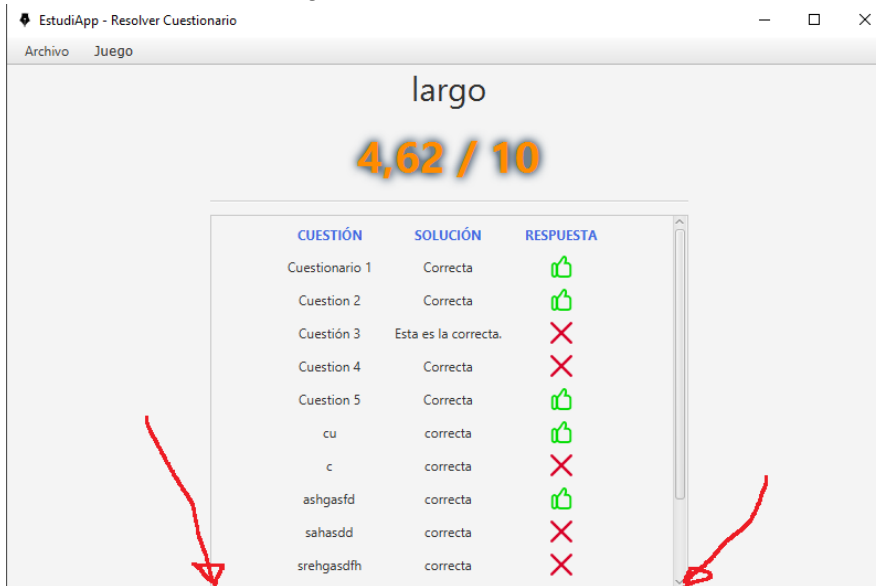 EstudiApp - Resolver Cuestionario
Archivo Juego
largo
4,62 / 10
CUESTIÓN SOLUCIÓN RESPUESTA
Cuestionario 1 Correcta
Cuestion 2 Correcta
Cuestión 3 Esta es la correcta.
Cuestion 4 Correcta
Cuestion 5 Correcta
cu correcta
c correcta
ashgasfd correcta
sahasdd correcta
srehgasdfh correcta